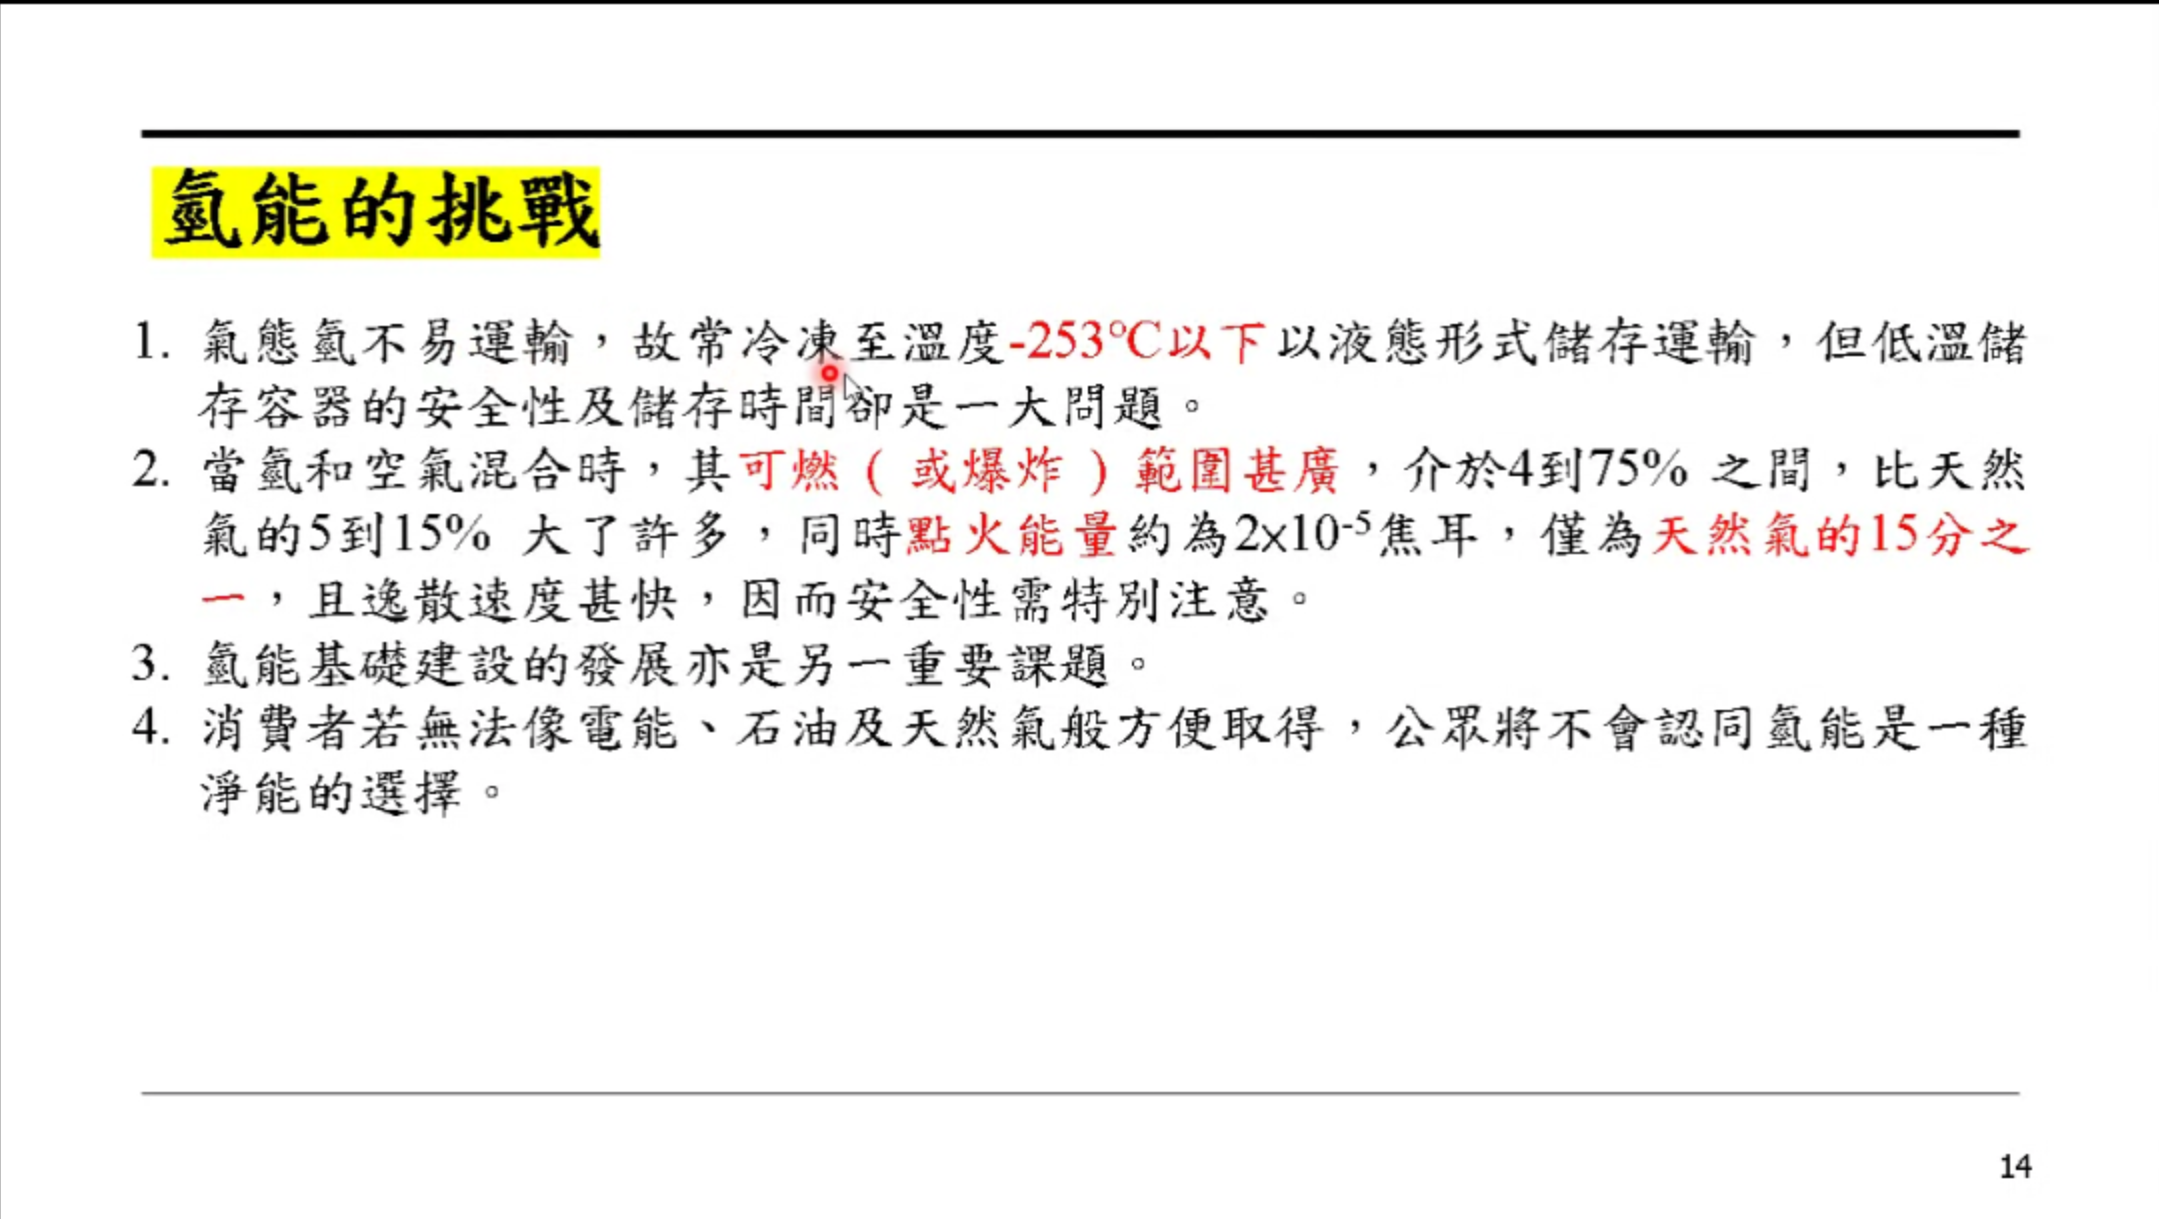 氫能的挑戰
1. 氣態氫不易運輸，故常冷凍至溫度-253°C以下以液態形式儲存運輸，但低溫儲
存容器的安全性及儲存時間卻是一大問題。
2. 當氫和空氣混合時，其可燃（或爆炸）範圍甚廣，介於4到75% 之間，比天然
氣的5到15% 大了許多，同時點火能量約為2x10⁻⁵焦耳，僅為天然氣的15分之
一，且逸散速度甚快，因而安全性需特別注意。
3. 氫能基礎建設的發展亦是另一重要課題。
4. 消費者若無法像電能、石油及天然氣般方便取得，公眾將不會認同氫能是一種
淨能的選擇。
14